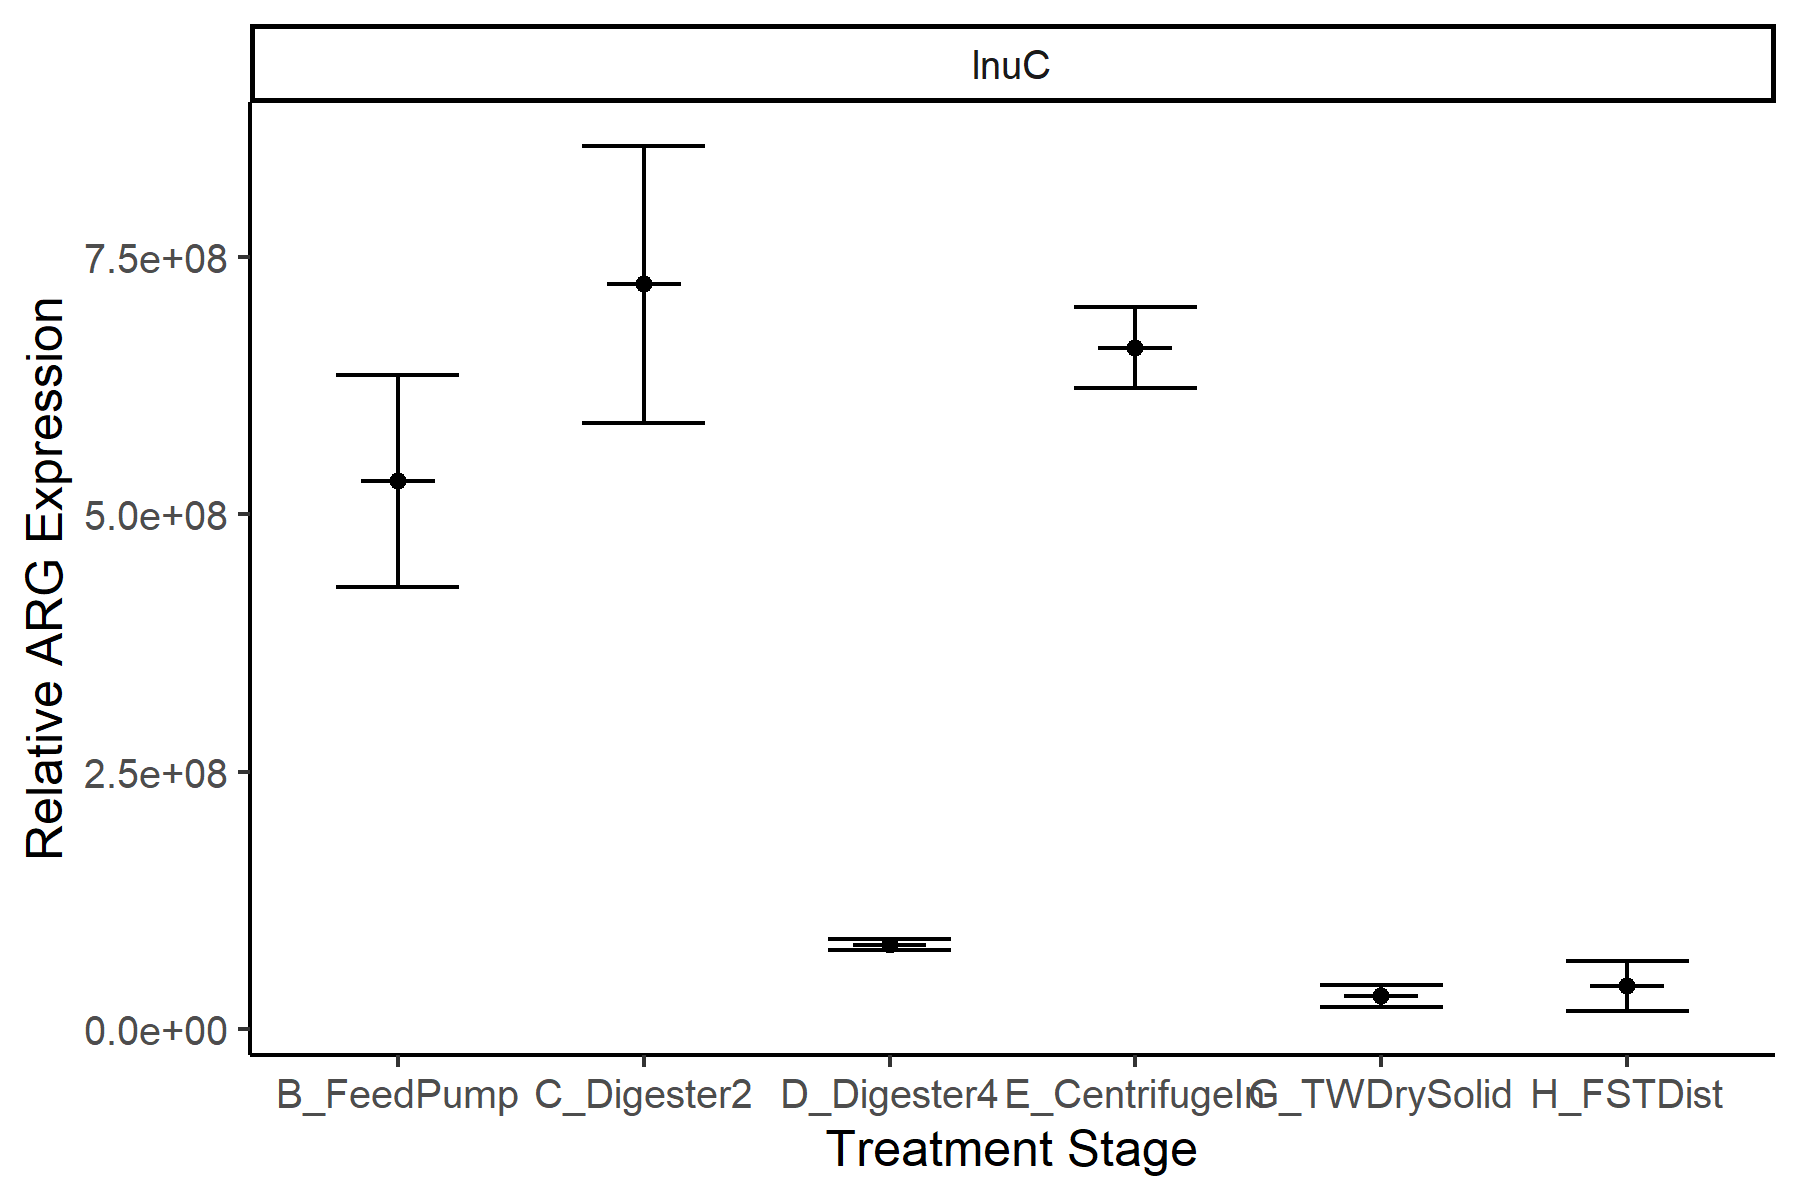 lnuC
Relative ARG Expression
7.5e+08
5.0e+08
2.5e+08
0.0e+00
B_FeedPump C_Digester2 D_Digester4 E_CentrifugeIn G_TWDrySolid H_FSTDist
Treatment Stage